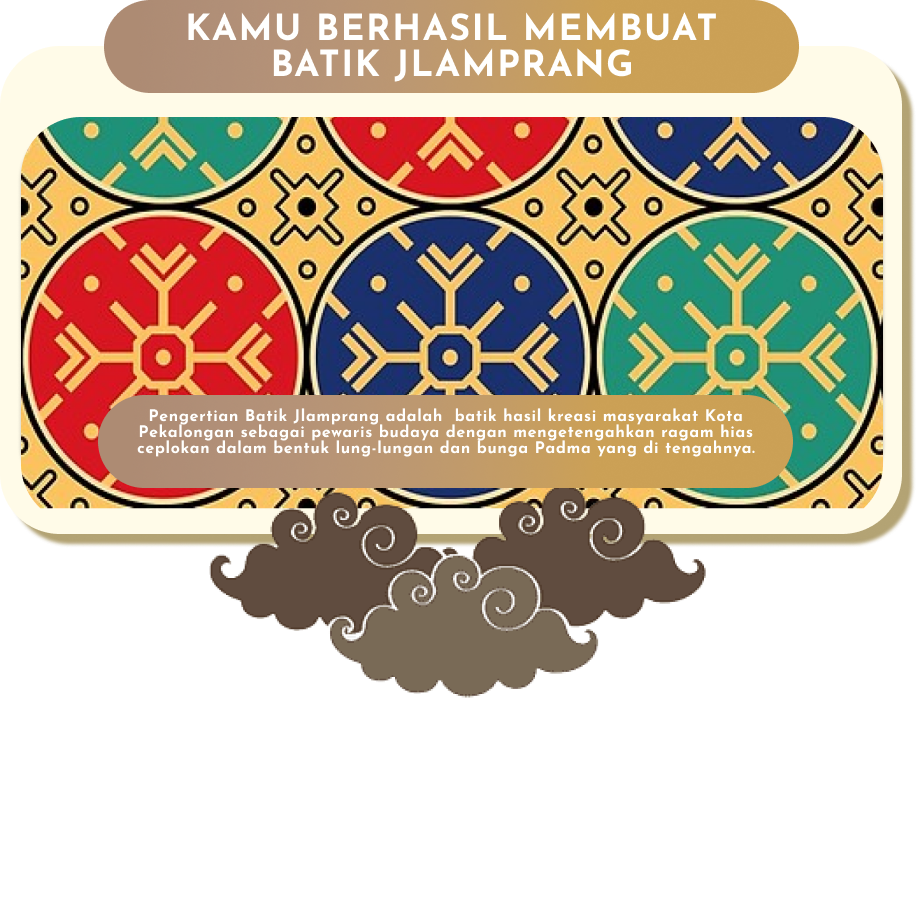 KAMU BERHASIL MEMBUAT
BATIK JLAMPRANG
Pengertian Batik Jlamprang adalah  batik hasil kreasi masyarakat Kota
Pekalongan sebagai pewaris budaya dengan mengetengahkan ragam hias
ceplokan dalam bentuk lung-lungan dan bunga Padma yang di tengahnya.